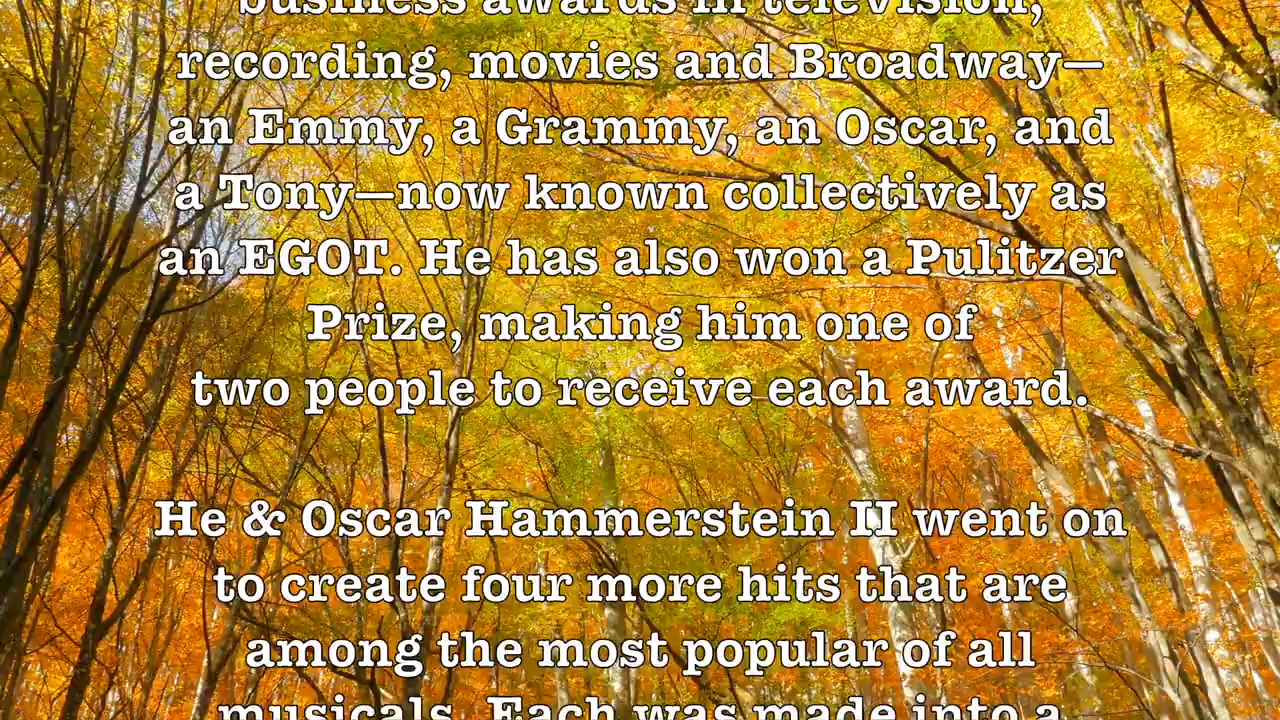 business awards in television,
recording, movies and Broadway—
an Emmy, a Grammy, an Oscar, and
a Tony—now known collectively as
an EGOT. He has also won a Pulitzer
Prize, making him one of
two people to receive each award.
He & Oscar Hammerstein II went on
to create four more hits that are
among the most popular of all
musicals. Each was made into a